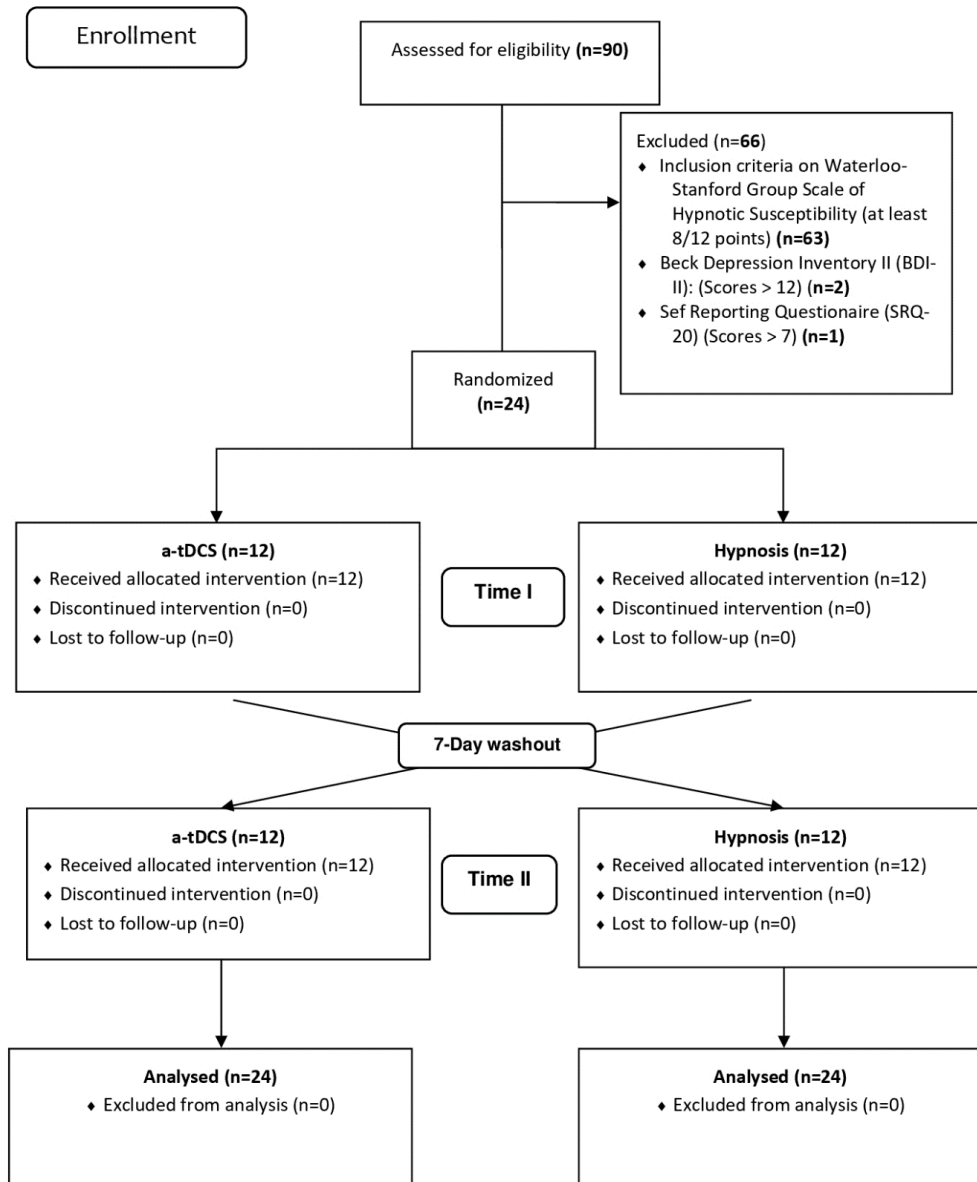 Enrollment
Assessed for eligibility (n=90)
Excluded (n=66)
♦ Inclusion criteria on Waterloo-
Stanford Group Scale of
Hypnotic Susceptibility (at least
8/12 points) (n=63)
♦ Beck Depression Inventory II (BDI-
II): (Scores > 12) (n=2)
♦ Sef Reporting Questionaire (SRQ-
20) (Scores > 7) (n=1)
Randomized
(n=24)
a-tDCS (n=12)
♦ Received allocated intervention (n=12)
♦ Discontinued intervention (n=0)
♦ Lost to follow-up (n=0)
Time I
Hypnosis (n=12)
♦ Received allocated intervention (n=12)
♦ Discontinued intervention (n=0)
♦ Lost to follow-up (n=0)
7-Day washout
a-tDCS (n=12)
♦ Received allocated intervention (n=12)
♦ Discontinued intervention (n=0)
♦ Lost to follow-up (n=0)
Time II
Hypnosis (n=12)
♦ Received allocated intervention (n=12)
♦ Discontinued intervention (n=0)
♦ Lost to follow-up (n=0)
Analysed (n=24)
♦ Excluded from analysis (n=0)
Analysed (n=24)
♦ Excluded from analysis (n=0)